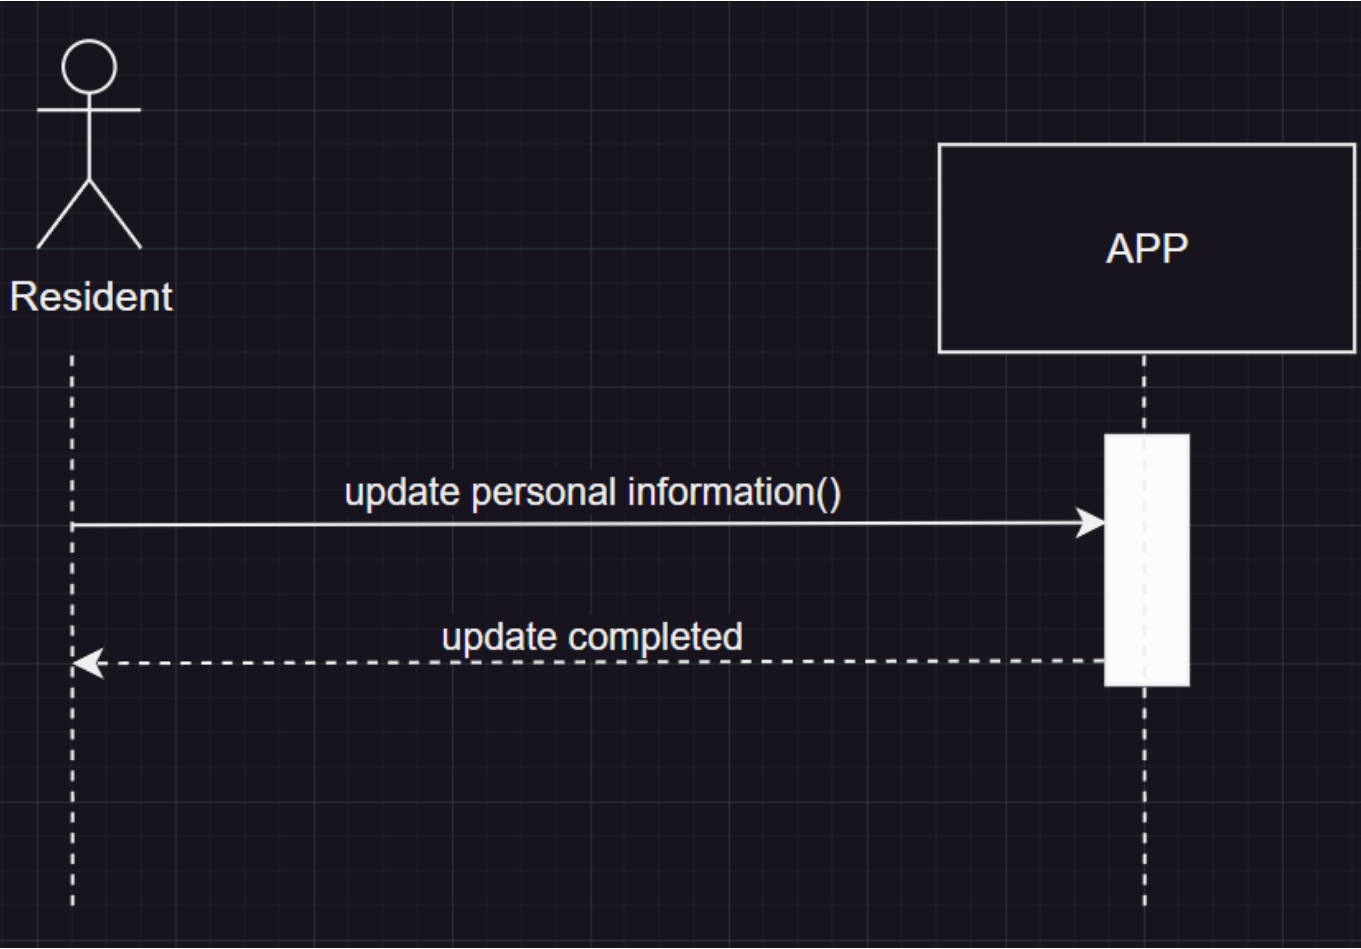 APP
Resident
update personal information()
update completed